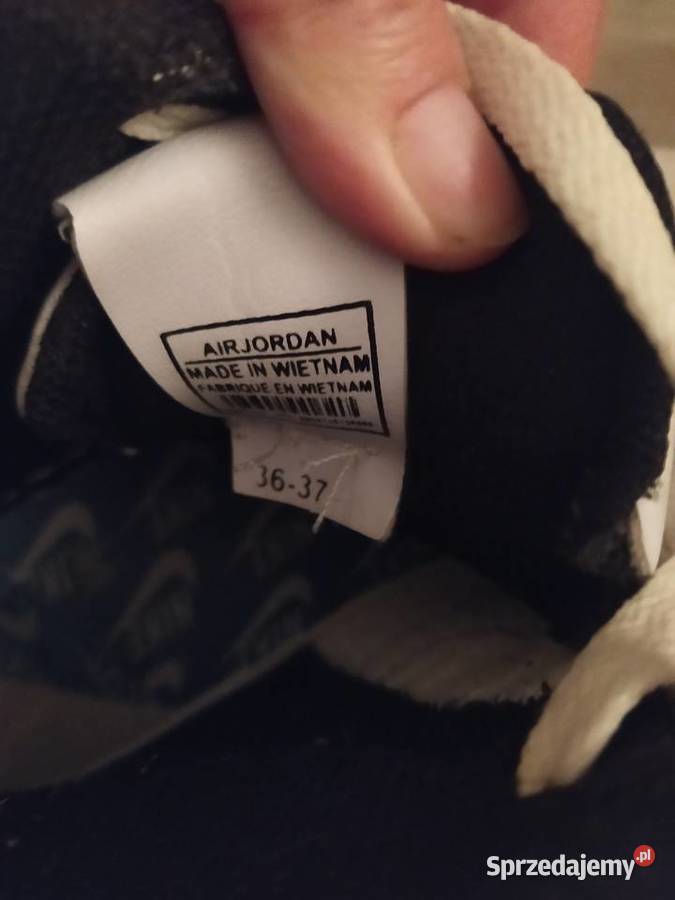 AIRJORDAN
MADE IN WIETNAM
FABRIQUE EN WIETNAM
36-37
Sprzedajemy.pl